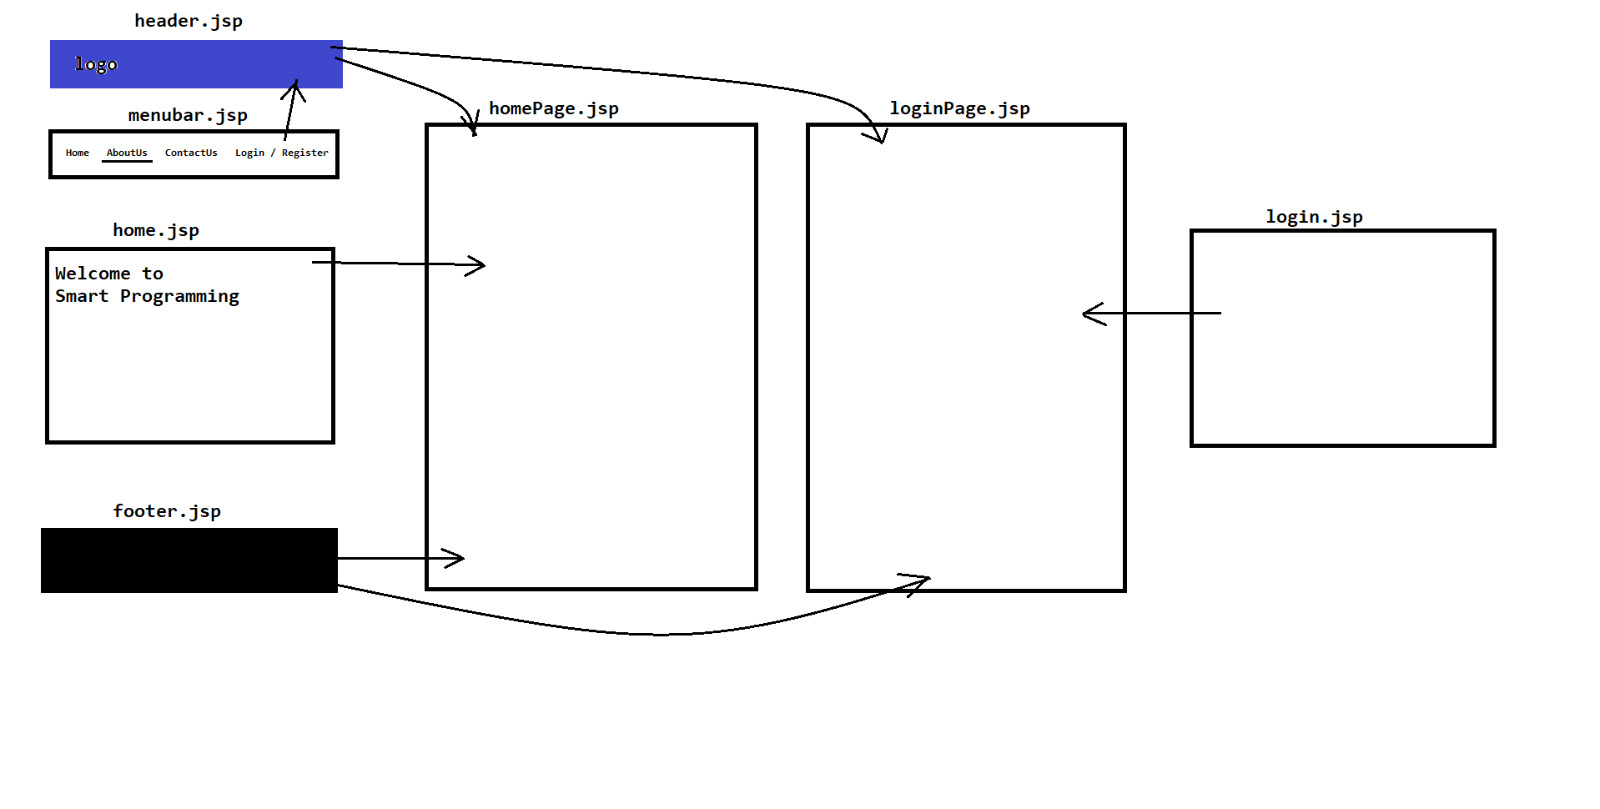 header.jsp
logo
menubar.jsp
Home AboutUs ContactUs Login / Register
homePage.jsp
loginPage.jsp
home.jsp
Welcome to
Smart Programming
login.jsp
footer.jsp